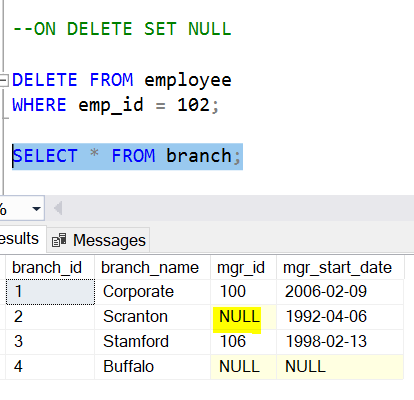 --ON DELETE SET NULL
DELETE FROM employee
WHERE emp_id = 102;
SELECT * FROM branch;
%
esults Messages
branch_id branch_name mgr_id mgr_start_date
1 Corporate 100 2006-02-09
2 Scranton NULL 1992-04-06
3 Stamford 106 1998-02-13
4 Buffalo NULL NULL